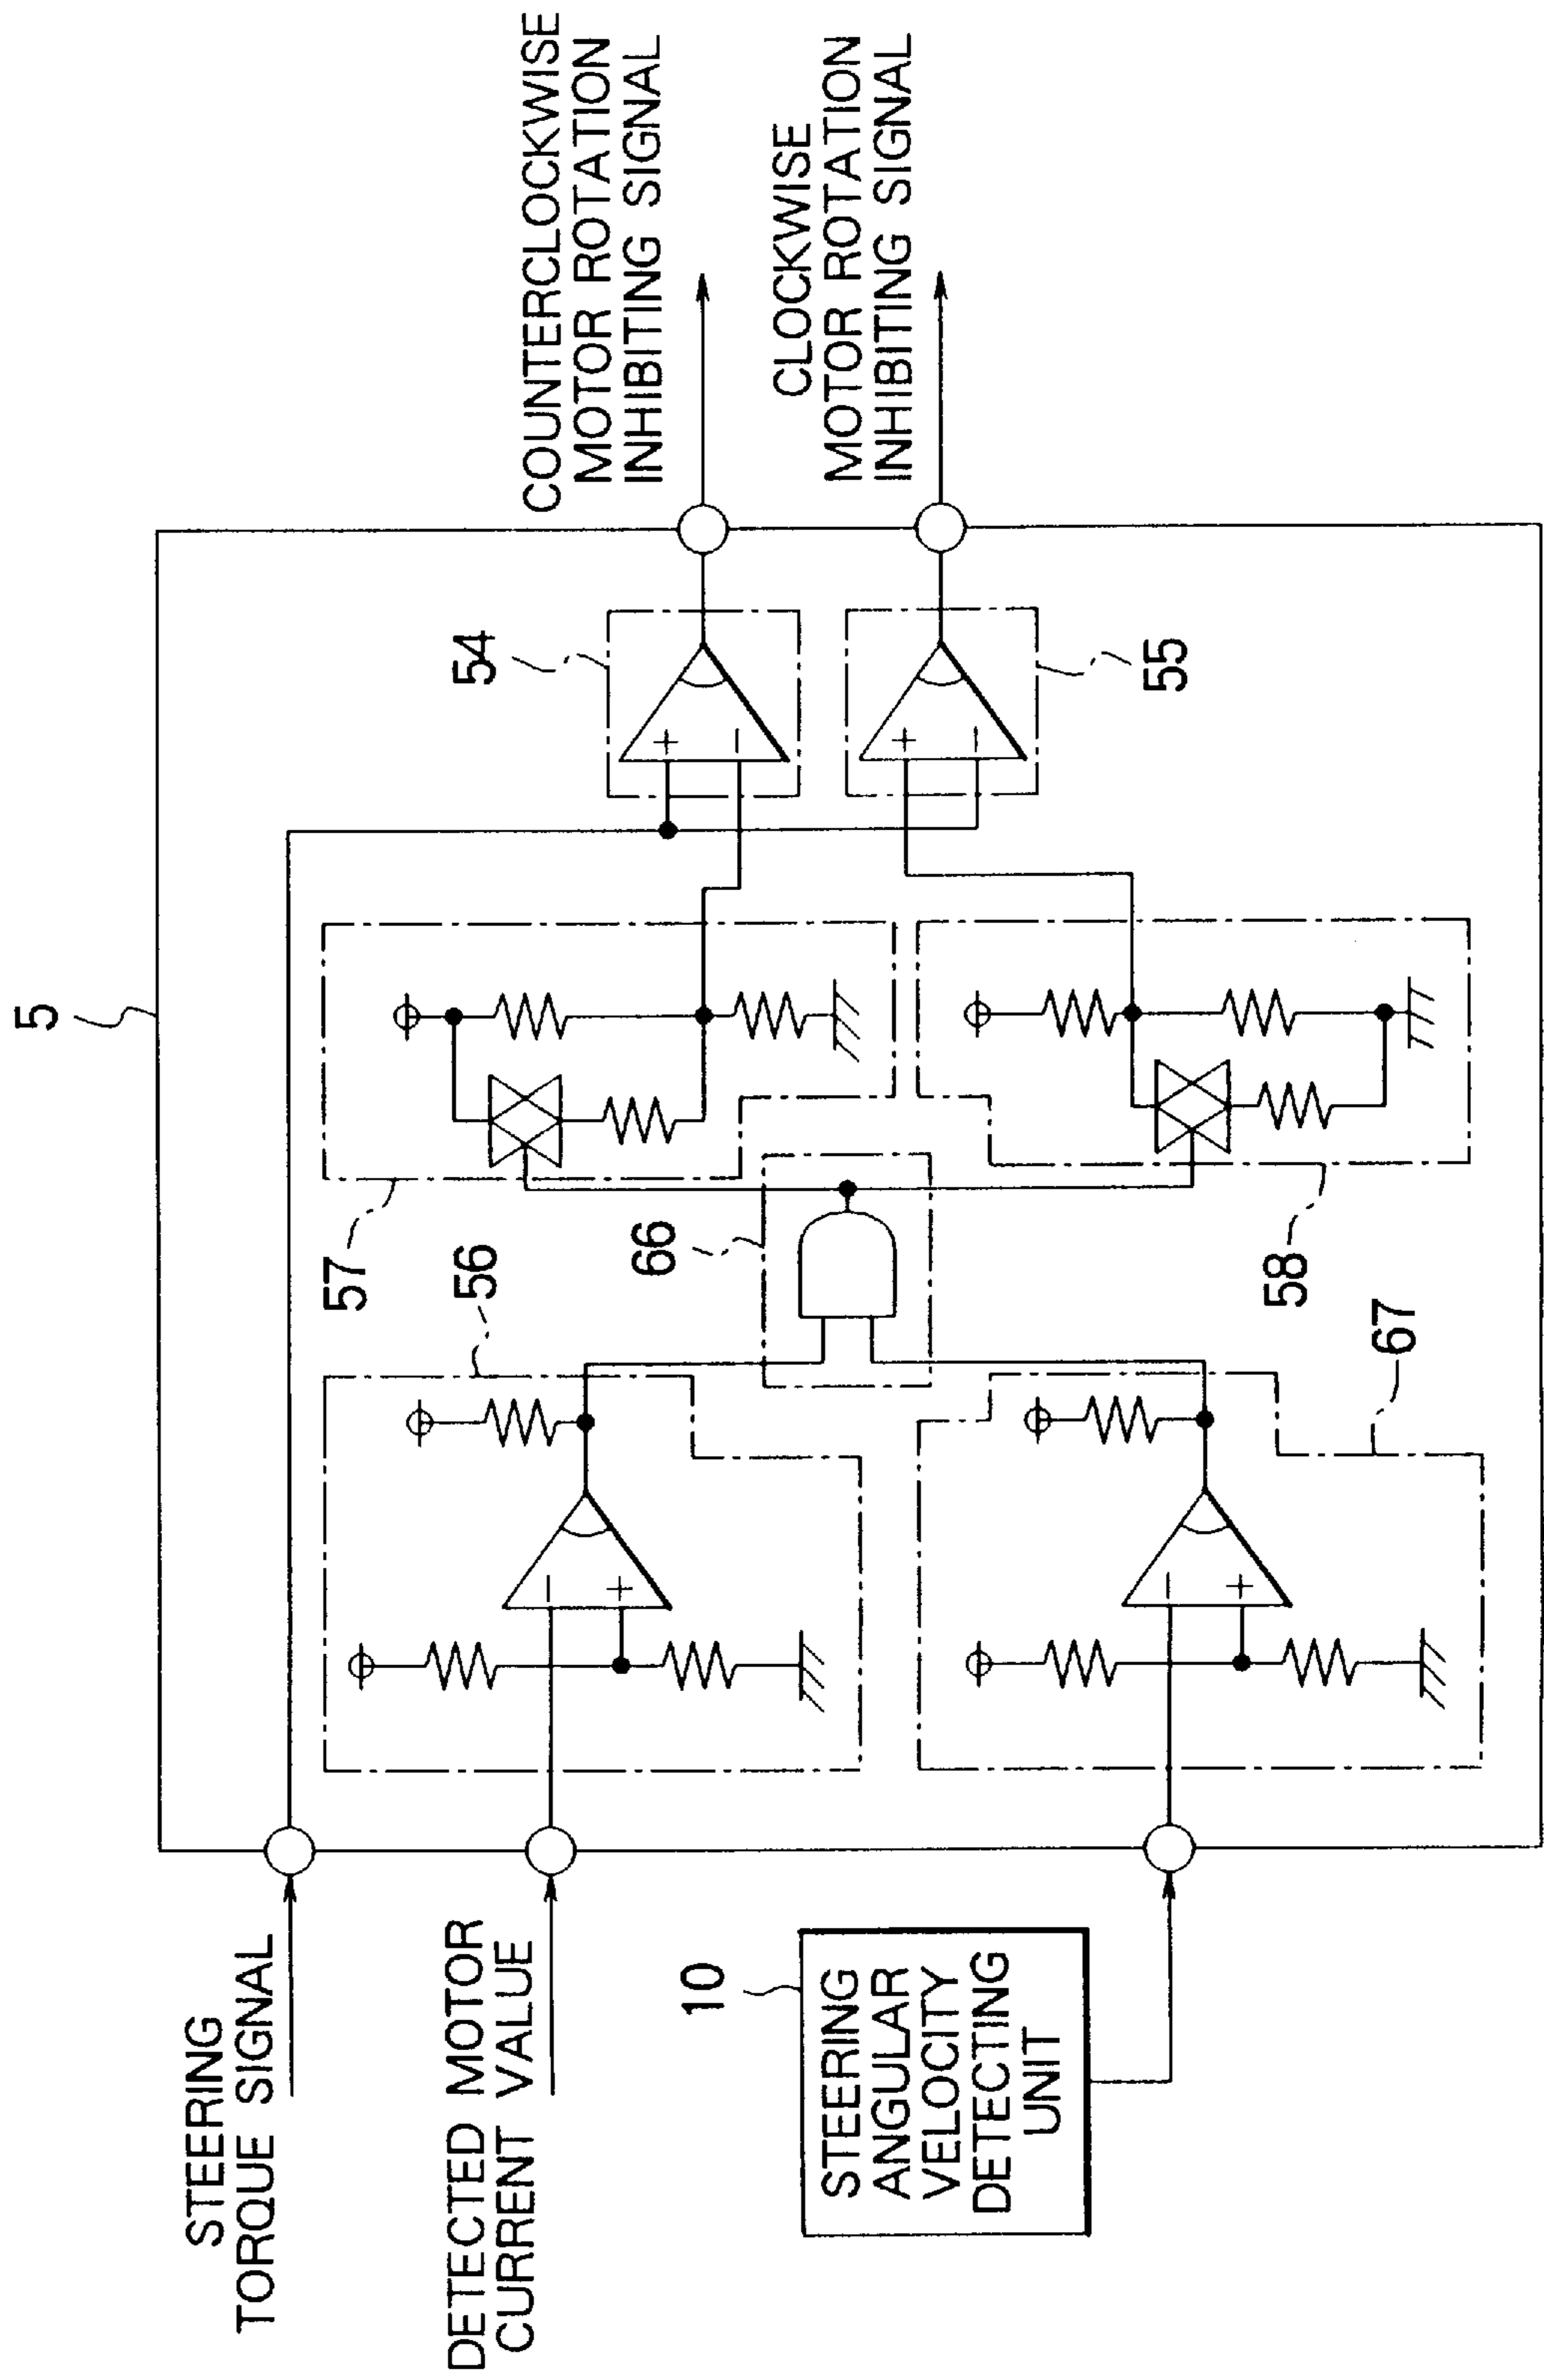 5
STEERING
TORQUE SIGNAL
DETECTED MOTOR
CURRENT VALUE
10
STEERING
ANGULAR
VELOCITY
DETECTING
UNIT
56
-
+
67
-
+
66
57
58
54
+
-
55
+
-
COUNTERCLOCKWISE
MOTOR ROTATION
INHIBITING SIGNAL
CLOCKWISE
MOTOR ROTATION
INHIBITING SIGNAL